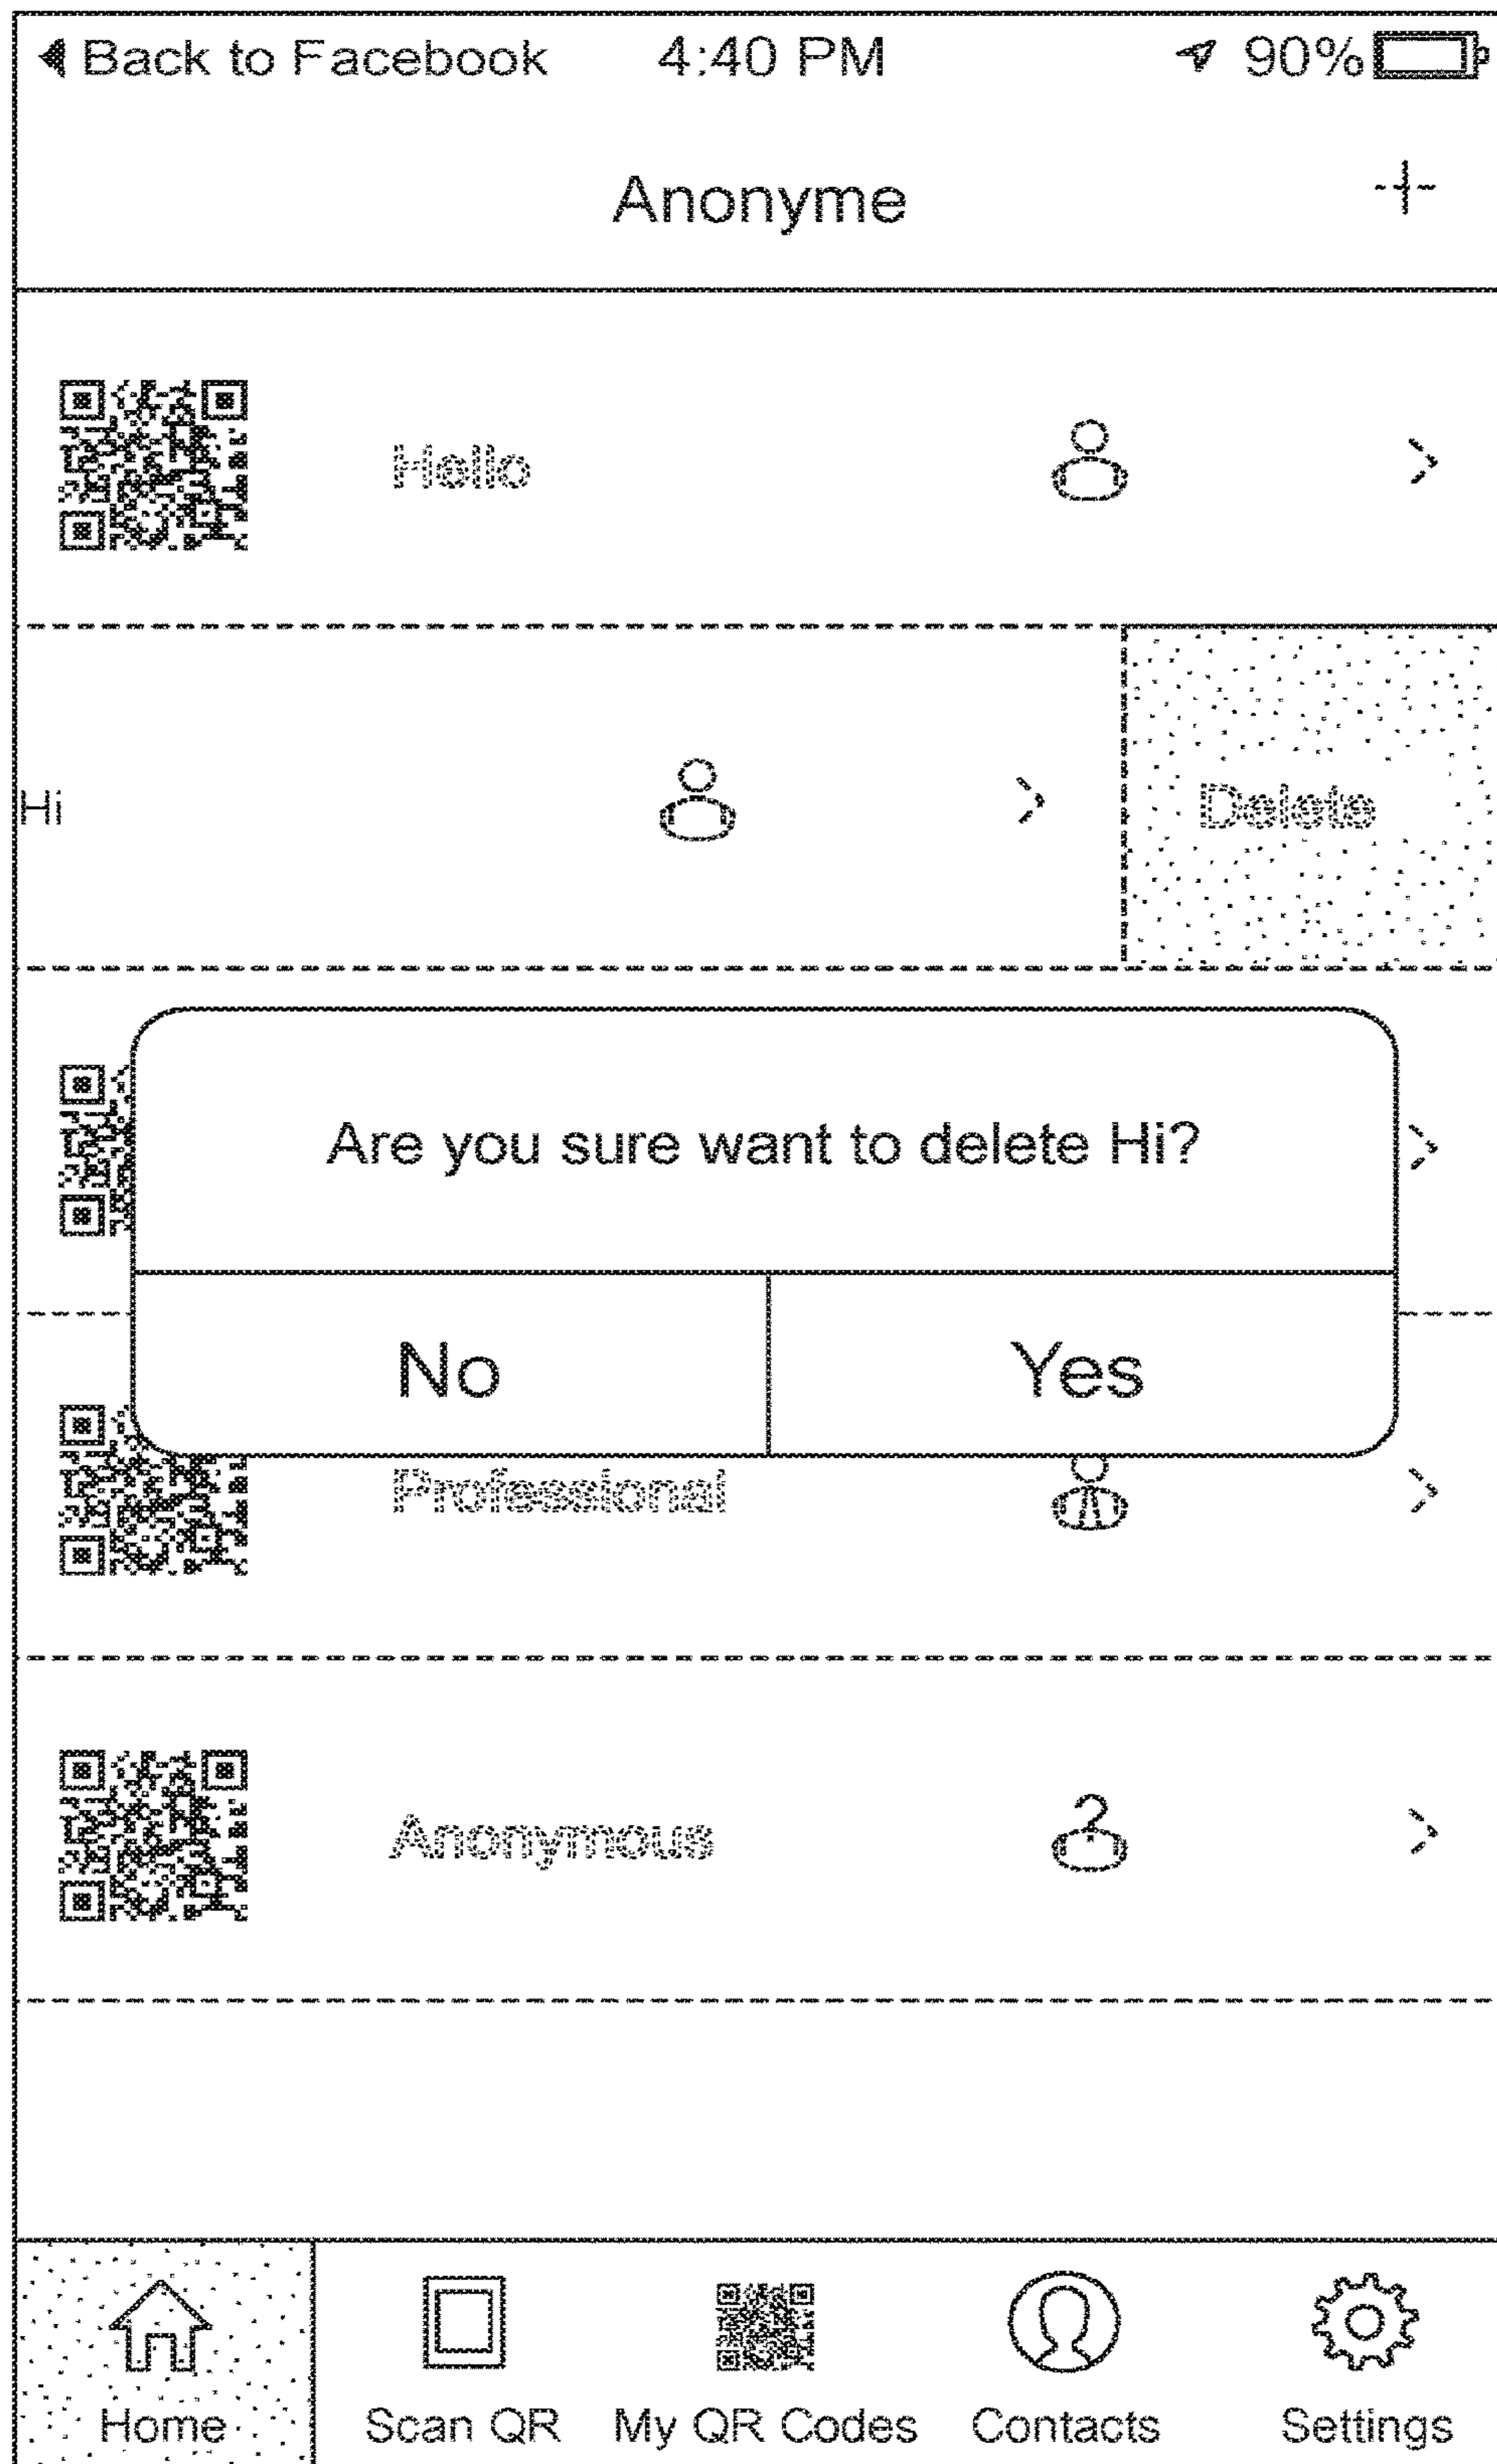 Back to Facebook 4:40 PM 90%
Anonyme
Hello
Hi Delete
Are you sure want to delete Hi?
No Yes
Professional
Anonymous
Home Scan QR My QR Codes Contacts Settings